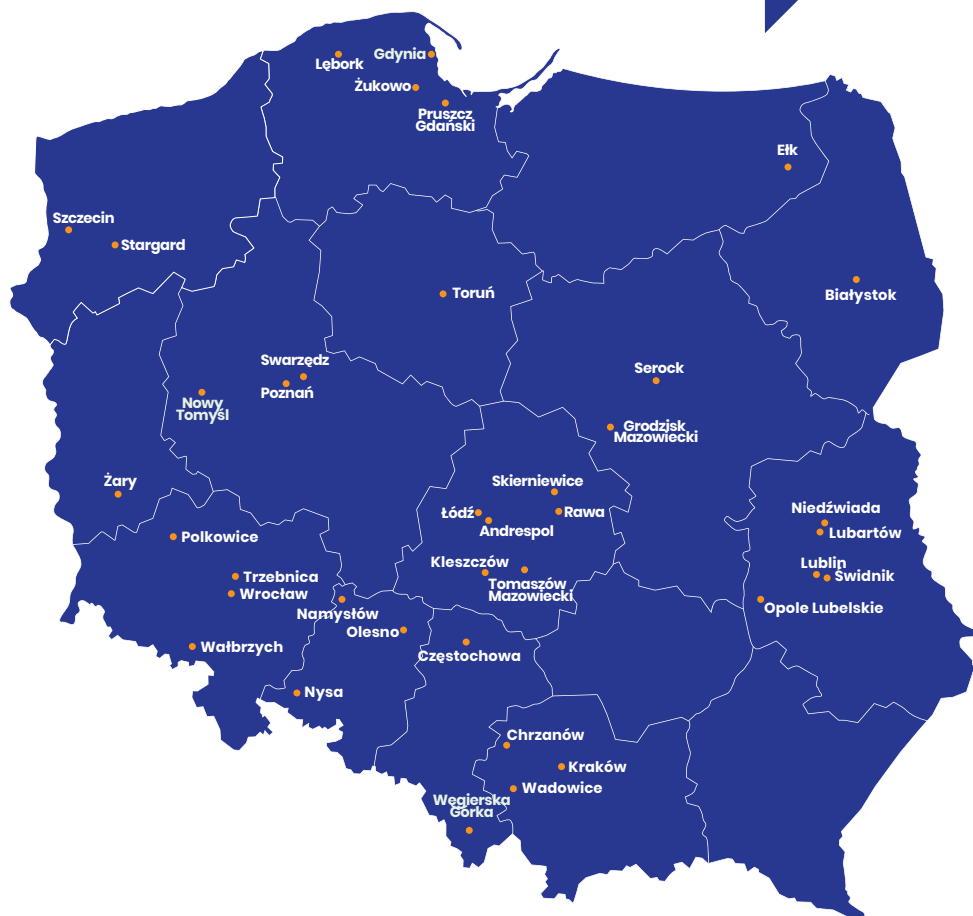 Gdynia
Lębork
Żukowo
Pruszcz
Gdański
Ełk
Szczecin
Stargard
Toruń
Białystok
Swarzędz
Poznań
Nowy
Tomyśl
Serock
Grodzisk
Mazowiecki
Żary
Skierniewice
Rawa
Łódź
Andrespol
Niedźwiada
Lubartów
Polkowice
Kleszczów
Tomaszów
Mazowiecki
Lublin
Świdnik
Trzebnica
Wrocław
Opole Lubelskie
Namysłów
Olesno
Wałbrzych
Częstochowa
Nysa
Chrzanów
Kraków
Wadowice
Węgierska
Górka